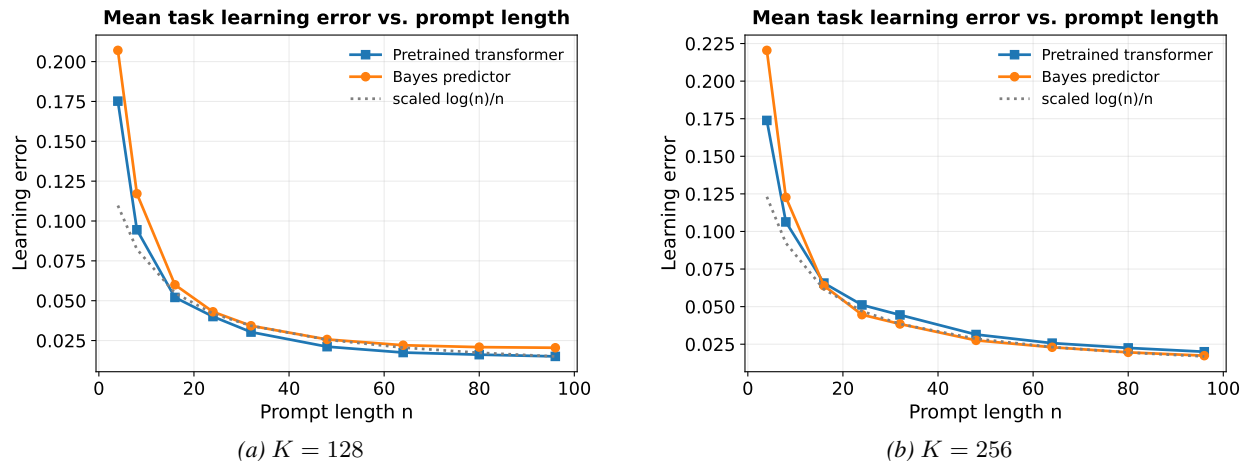 Mean task learning error vs. prompt length
Pretrained transformer
Bayes predictor
scaled log(n)/n
0.200
0.175
0.150
0.125
0.100
0.075
0.050
0.025
Learning error
0 20 40 60 80 100
Prompt length n
(a) K = 128
Mean task learning error vs. prompt length
Pretrained transformer
Bayes predictor
scaled log(n)/n
0.225
0.200
0.175
0.150
0.125
0.100
0.075
0.050
0.025
Learning error
0 20 40 60 80 100
Prompt length n
(b) K = 256